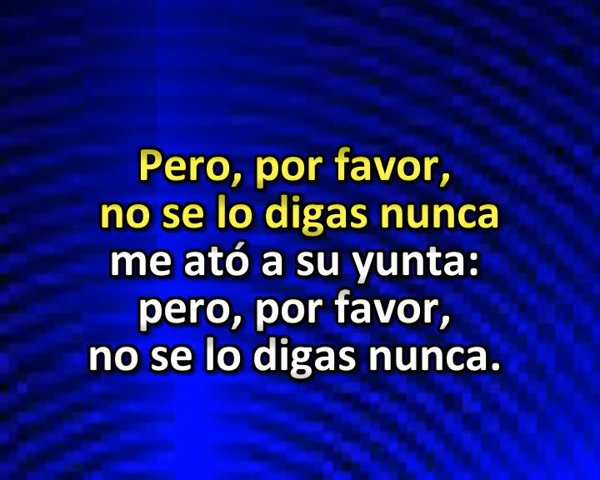 Pero, por favor,
no se lo digas nunca
me ató a su yunta:
pero, por favor,
no se lo digas nunca.